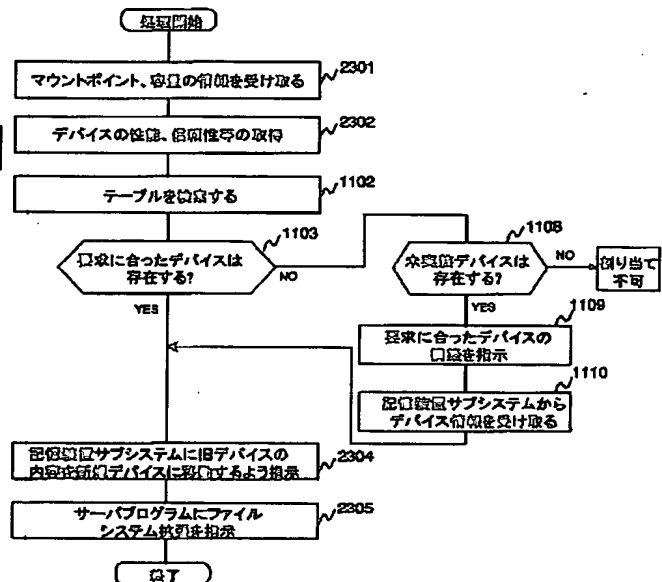 処理開始
マウントポイント、容量の情報を受け取る
2301
デバイスの性能、信頼性等の取得
2302
テーブルを検索する
1102
要求に合ったデバイスは
存在する?
1103
NO
YES
未構築デバイスは
存在する?
1108
NO
YES
割り当て
不可
要求に合ったデバイスの
構築を指示
1109
記憶装置サブシステムから
デバイス情報を受け取る
1110
記憶装置サブシステムに旧デバイスの
内容を新規デバイスに移動するよう指示
2304
サーバプログラムにファイル
システム拡張を指示
2305
終了